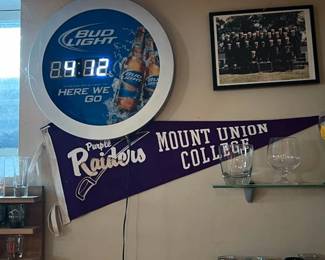 BUD
LIGHT
4:12
HERE WE
GO
Purple
Raiders
MOUNT UNION
COLLEGE